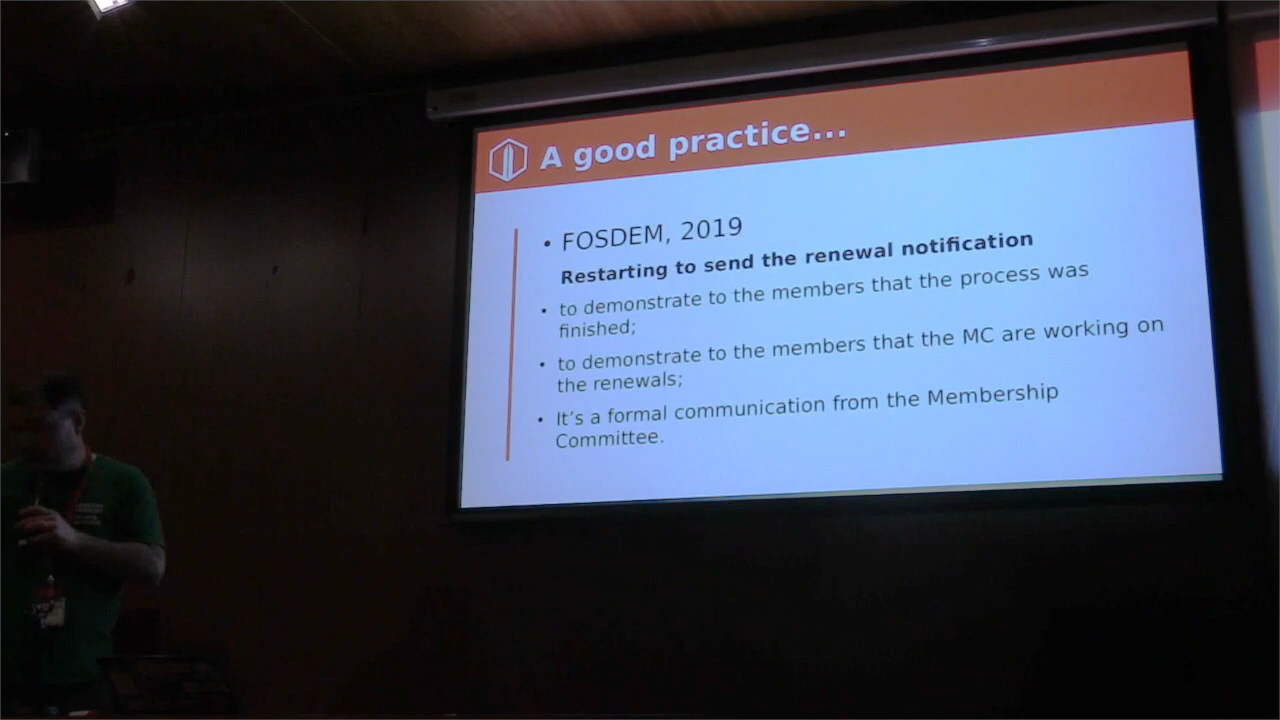 A good practice...
• FOSDEM, 2019
Restarting to send the renewal notification
• to demonstrate to the members that the process was
finished;
• to demonstrate to the members that the MC are working on
the renewals;
• It's a formal communication from the Membership
Committee.